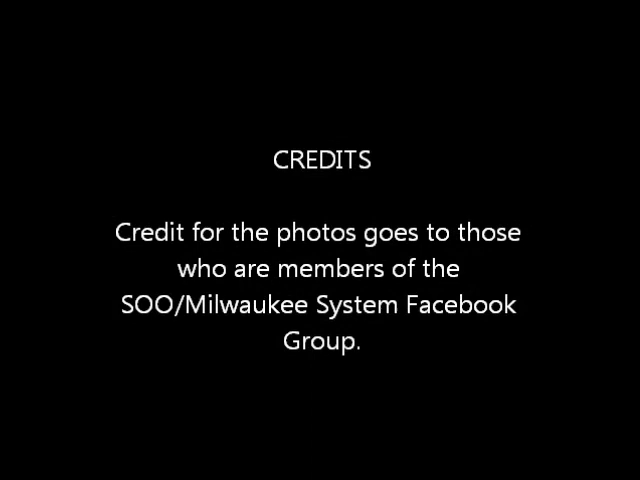 CREDITS
Credit for the photos goes to those
who are members of the
SOO/Milwaukee System Facebook
Group.